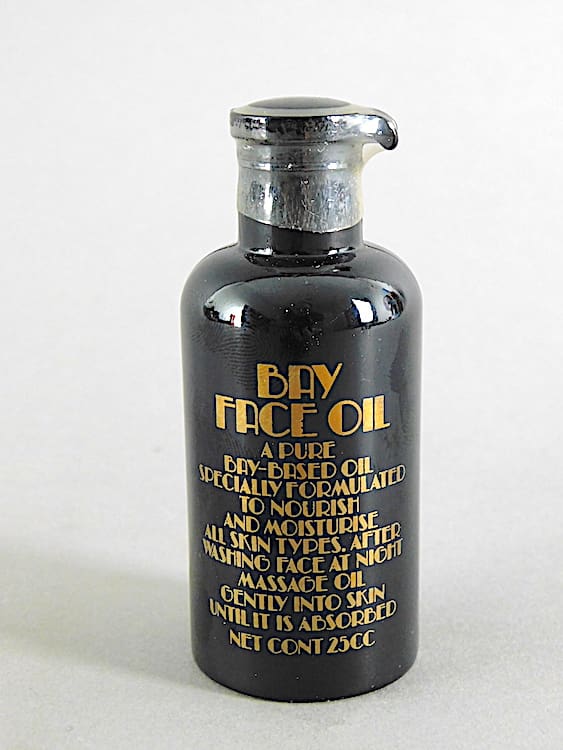 BAY
FACE OIL
A PURE
BAY-BASED OIL
SPECIALLY FORMULATED
TO NOURISH
AND MOISTURISE
ALL SKIN TYPES. AFTER
WASHING FACE AT NIGHT
MASSAGE OIL
GENTLY INTO SKIN
UNTIL IT IS ABSORBED
NET CONT 25CC